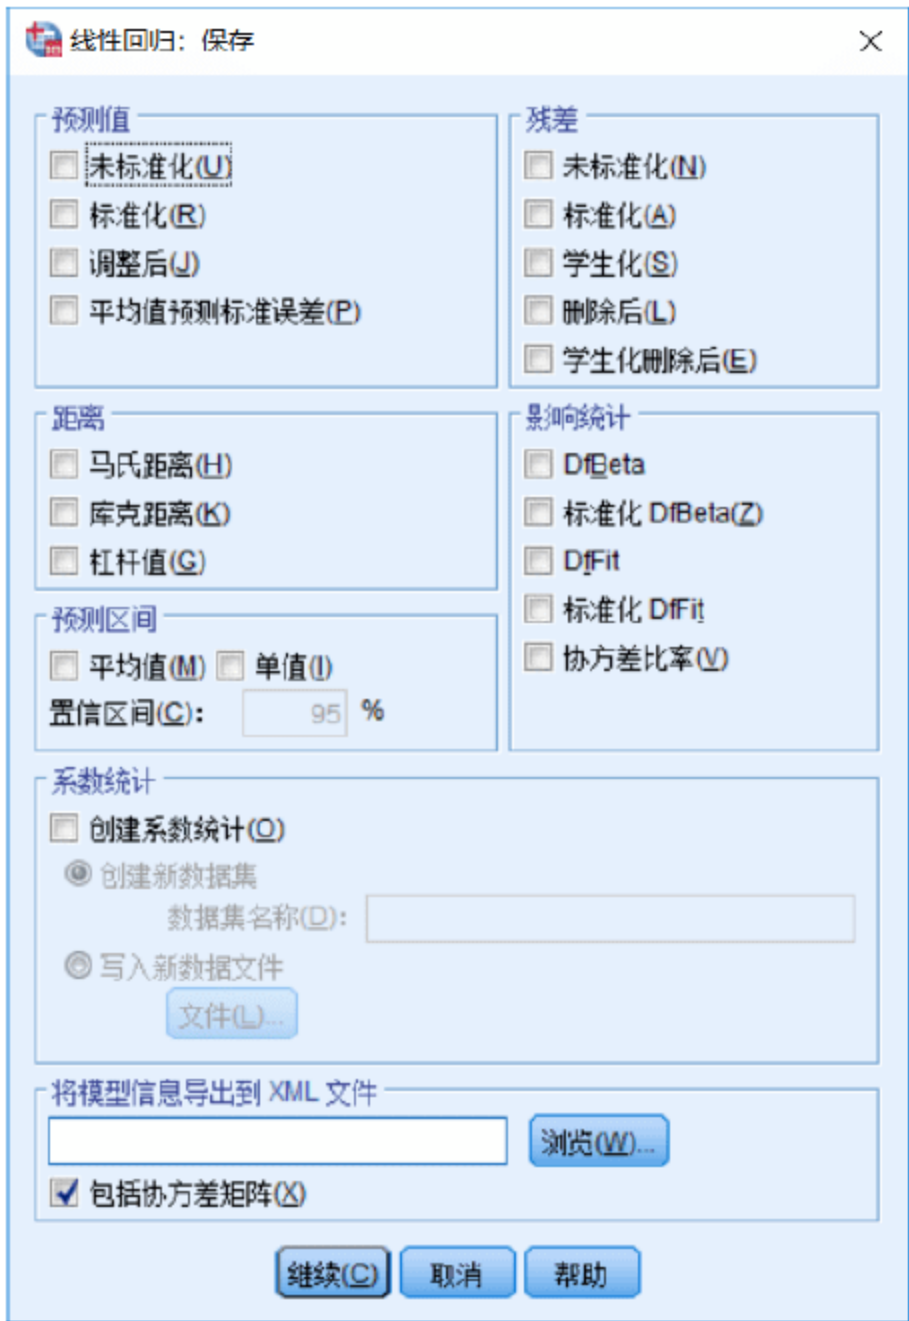 线性回归：保存
预测值
未标准化(U)
标准化(R)
调整后(J)
平均值预测标准误差(P)
残差
未标准化(N)
标准化(A)
学生化(S)
删除后(L)
学生化删除后(E)
距离
马氏距离(H)
库克距离(K)
杠杆值(G)
影响统计
DfBeta
标准化 DfBeta(Z)
DfFit
标准化 DfFit
协方差比率(V)
预测区间
平均值(M) 单值(I)
置信区间(C)： 95 %
系数统计
创建系数统计(O)
创建新数据集
数据集名称(D)：
写入新数据文件
文件(L)...
将模型信息导出到 XML 文件
浏览(W)...
包括协方差矩阵(X)
继续(C) 取消 帮助